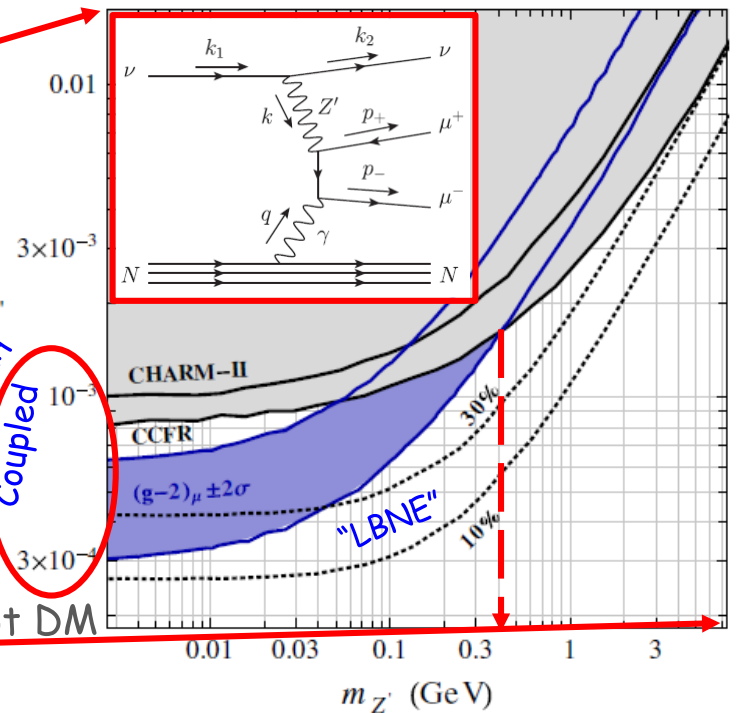 k₁
k₂
ν
ν
0.01
k
Z'
p₊
μ⁺
p₋
μ⁻
q
γ
3×10⁻³
N
N
CHARM-II
10⁻³
Coupled
CCFR
30%
(g-2)μ ±2σ
"LBNE"
10%
3×10⁻⁴
DM
0.01 0.03 0.1 0.3 1 3
m Z' (GeV)